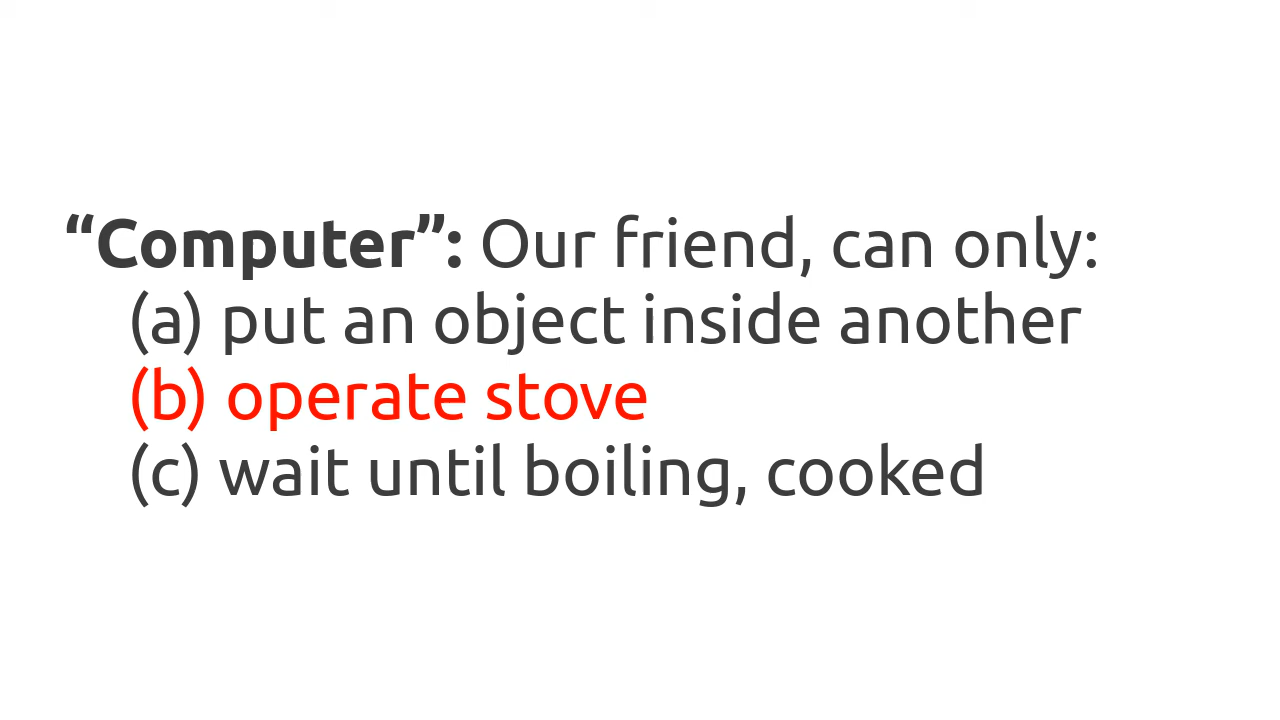 “Computer”: Our friend, can only:
(a) put an object inside another
(b) operate stove
(c) wait until boiling, cooked